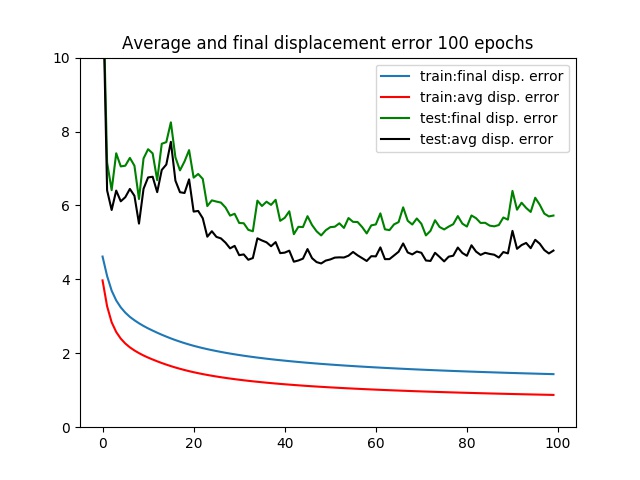 Average and final displacement error 100 epochs
train:final disp. error
train:avg disp. error
test:final disp. error
test:avg disp. error
10
8
6
4
2
0
0 20 40 60 80 100